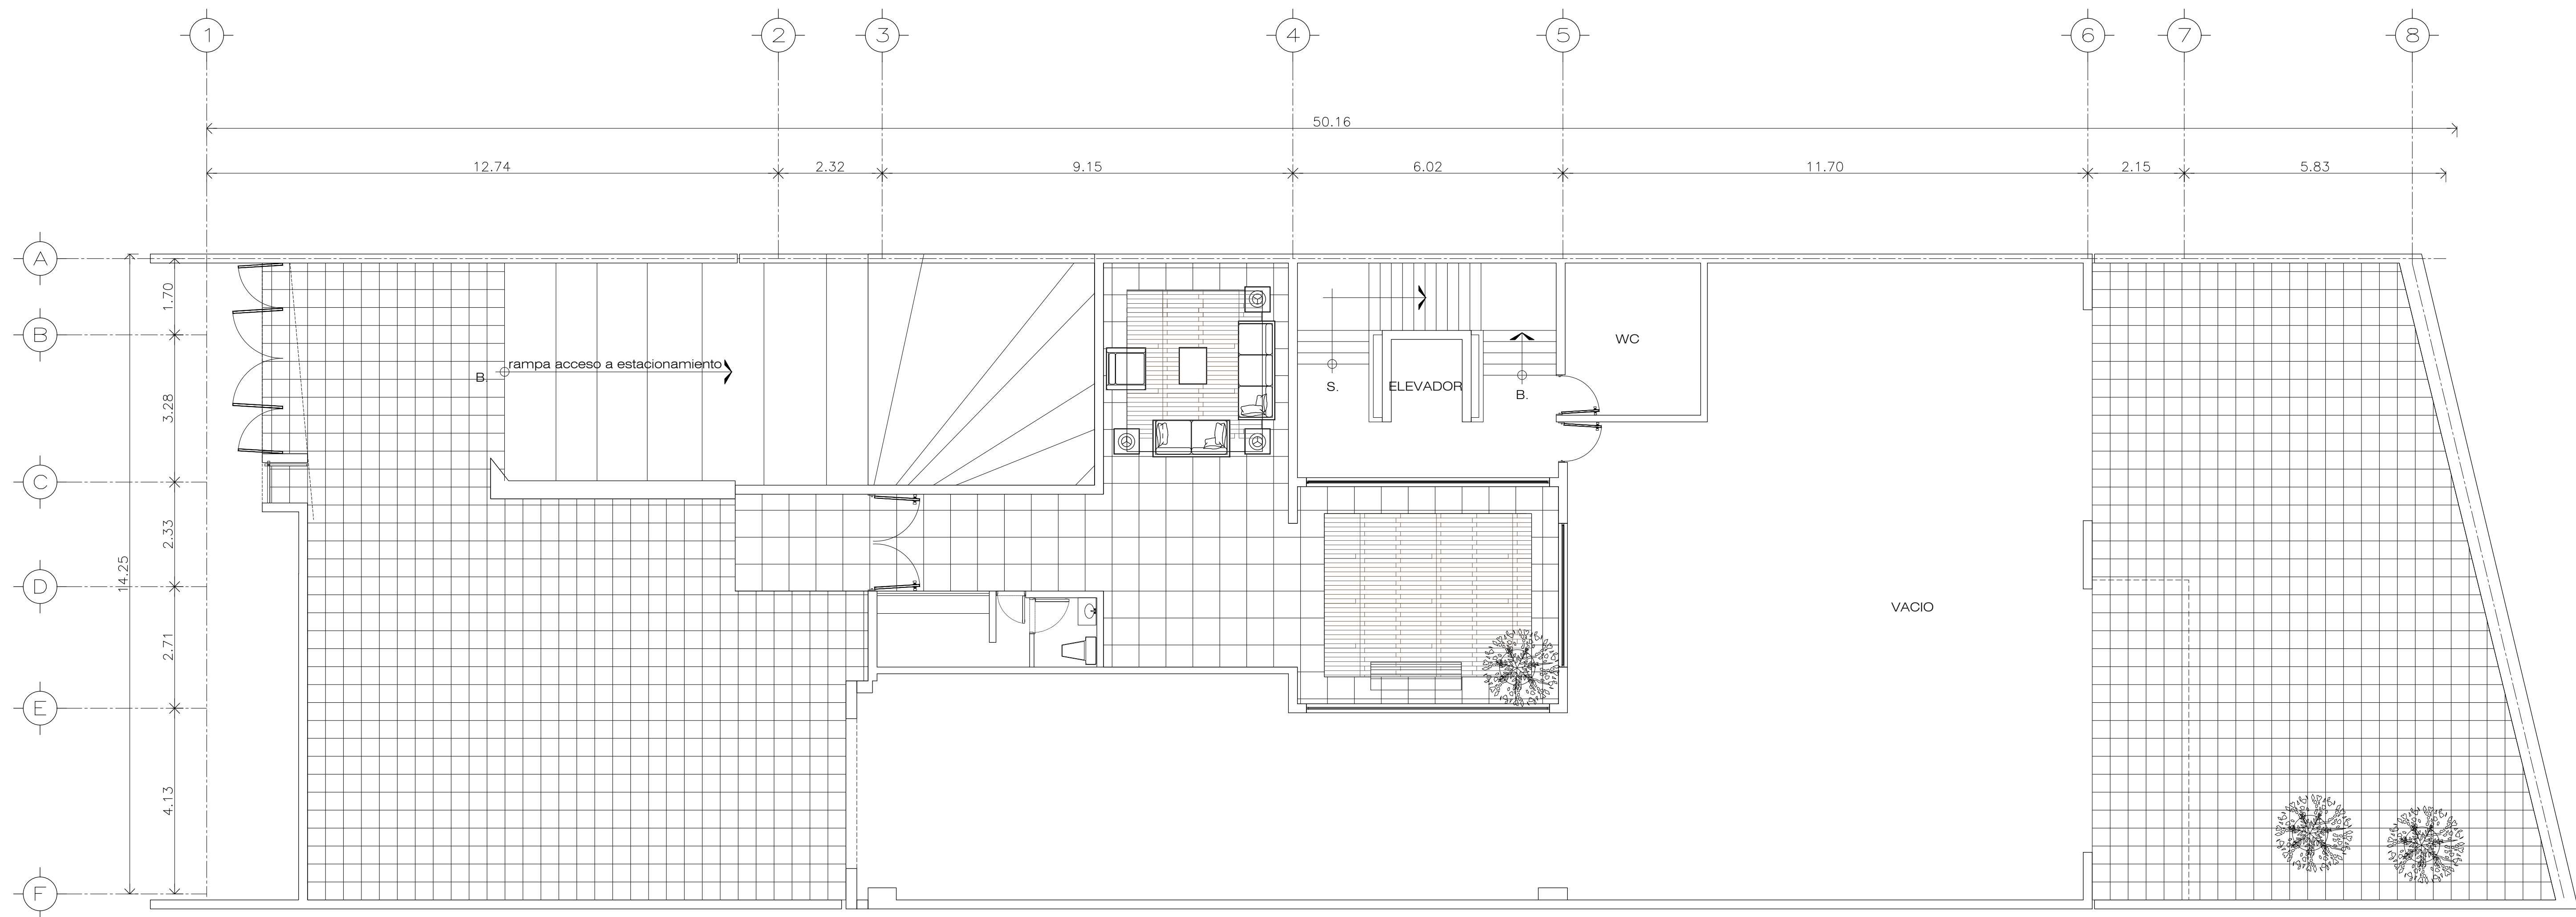 1 2 3 4 5 6 7 8
50.16
12.74 2.32 9.15 6.02 11.70 2.15 5.83
A
B
C
D
E
F
14.25
1.70
3.28
2.33
2.71
4.13
B. rampa acceso a estacionamiento
S.
ELEVADOR
B.
WC
VACIO